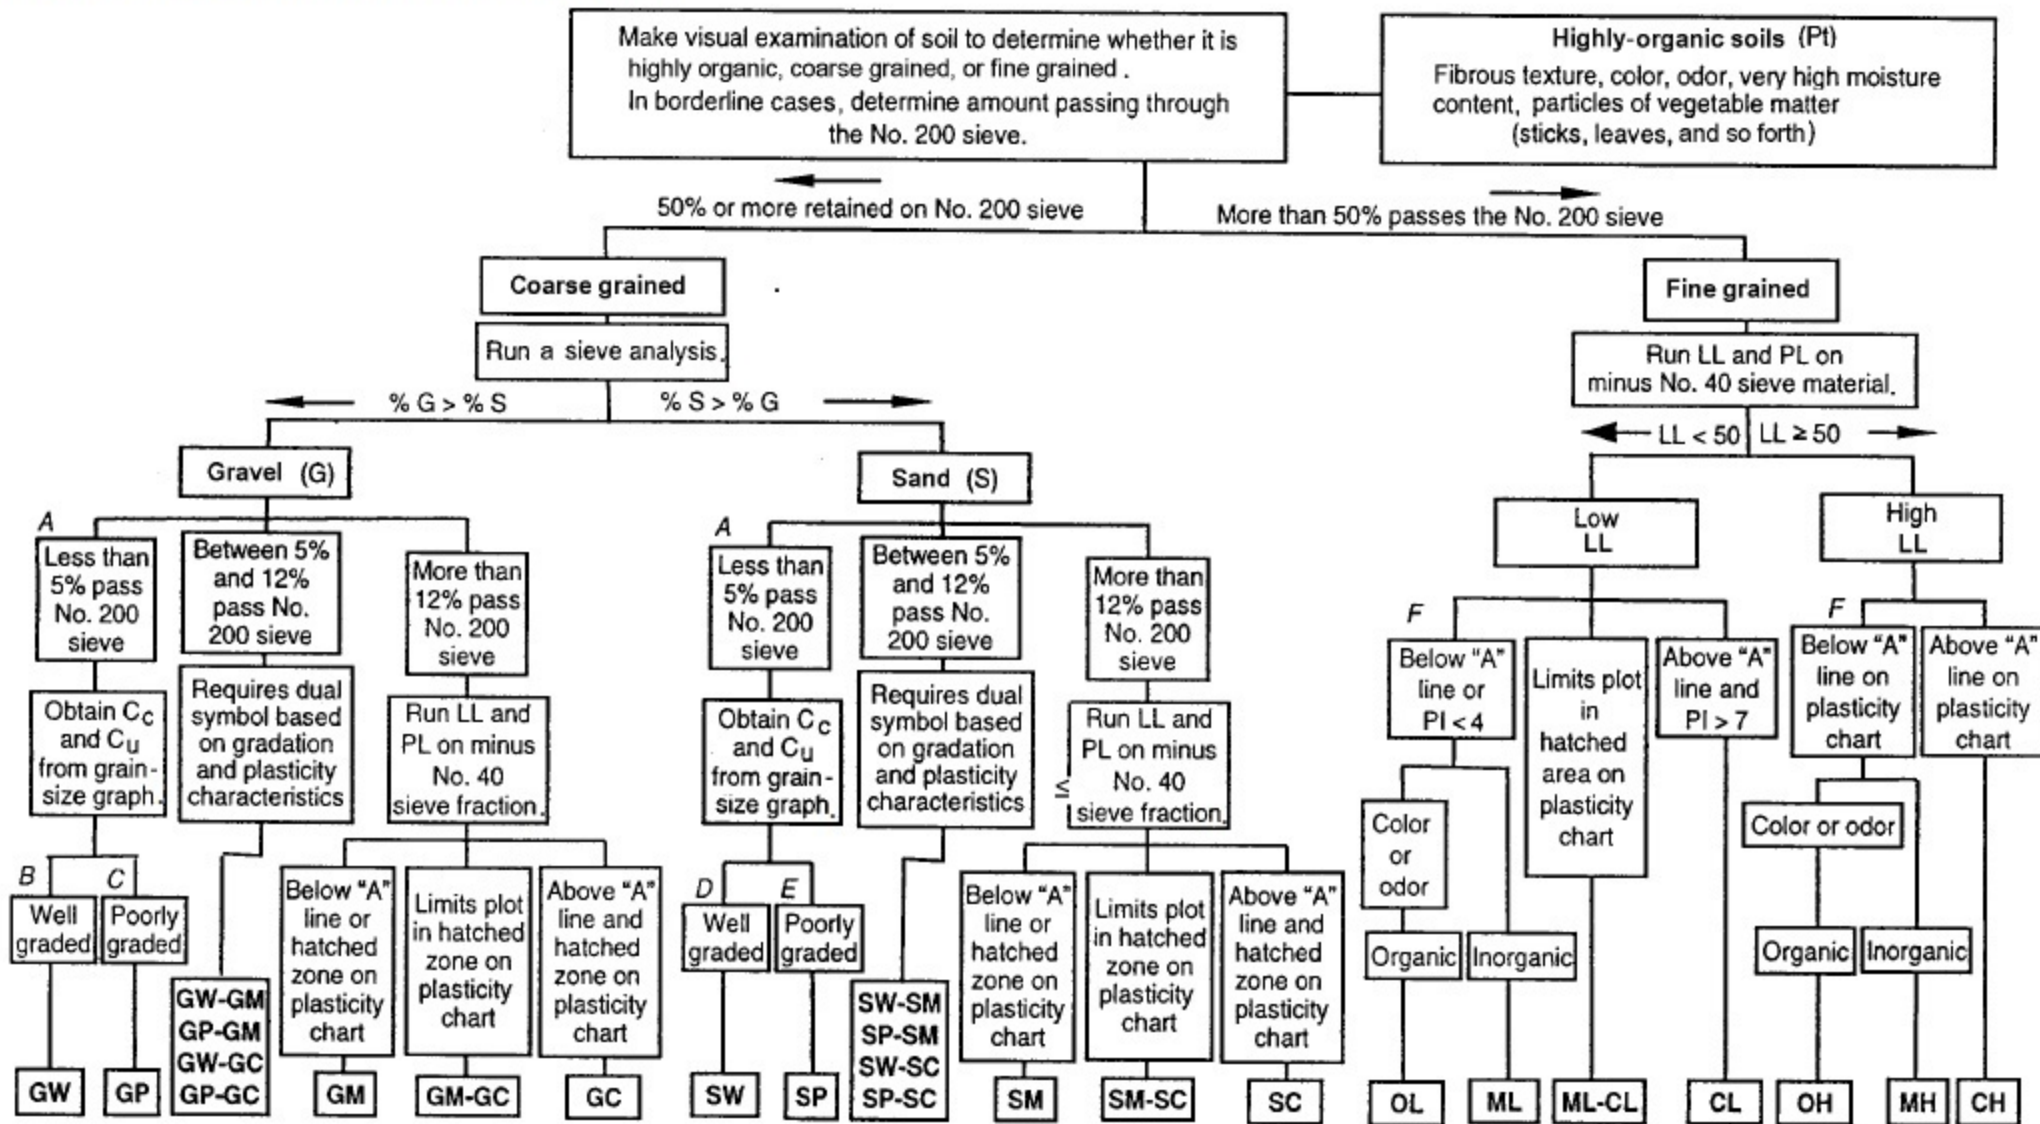 Make visual examination of soil to determine whether it is
highly organic, coarse grained, or fine grained .
In borderline cases, determine amount passing through
the No. 200 sieve.
Highly-organic soils (Pt)
Fibrous texture, color, odor, very high moisture
content, particles of vegetable matter
(sticks, leaves, and so forth)
50% or more retained on No. 200 sieve
More than 50% passes the No. 200 sieve
Coarse grained
Run a sieve analysis.
% G > % S
% S > % G
Gravel (G)
A
Less than
5% pass
No. 200
sieve
Between 5%
and 12%
pass No.
200 sieve
More than
12% pass
No. 200
sieve
Obtain Cc
and Cu
from grain-
size graph.
Requires dual
symbol based
on gradation
and plasticity
characteristics
Run LL and
PL on minus
No. 40
sieve fraction.
B
Well
graded
C
Poorly
graded
Below "A"
line or
hatched
zone on
plasticity
chart
Limits plot
in hatched
zone on
plasticity
chart
Above "A"
line and
hatched
zone on
plasticity
chart
GW
GP
GW-GM
GP-GM
GW-GC
GP-GC
GM
GM-GC
GC
Sand (S)
A
Less than
5% pass
No. 200
sieve
Between 5%
and 12%
pass No.
200 sieve
More than
12% pass
No. 200
sieve
Obtain Cc
and Cu
from grain-
size graph.
Requires dual
symbol based
on gradation
and plasticity
characteristics
≤
Run LL and
PL on minus
No. 40
sieve fraction.
D
Well
graded
E
Poorly
graded
Below "A"
line or
hatched
zone on
plasticity
chart
Limits plot
in hatched
zone on
plasticity
chart
Above "A"
line and
hatched
zone on
plasticity
chart
SW
SP
SW-SM
SP-SM
SW-SC
SP-SC
SM
SM-SC
SC
Fine grained
Run LL and PL on
minus No. 40 sieve material.
LL < 50
LL ≥ 50
Low
LL
High
LL
F
Below "A"
line or
PI < 4
Limits plot
in
hatched
area on
plasticity
chart
Above "A"
line and
PI > 7
F
Below "A"
line on
plasticity
chart
Above "A"
line on
plasticity
chart
Color
or
odor
Organic
Inorganic
Color or odor
Organic
Inorganic
OL
ML
ML-CL
CL
OH
MH
CH